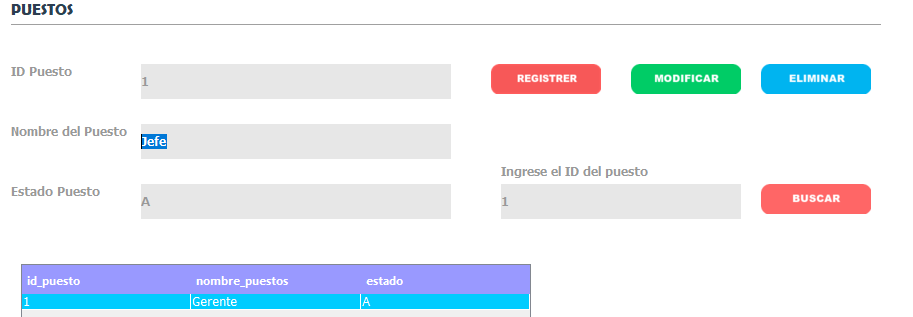 PUESTOS
ID Puesto
1
REGISTRER
MODIFICAR
ELIMINAR
Nombre del Puesto
Jefe
Estado Puesto
A
Ingrese el ID del puesto
1
BUSCAR
id_puesto nombre_puestos estado
1 Gerente A